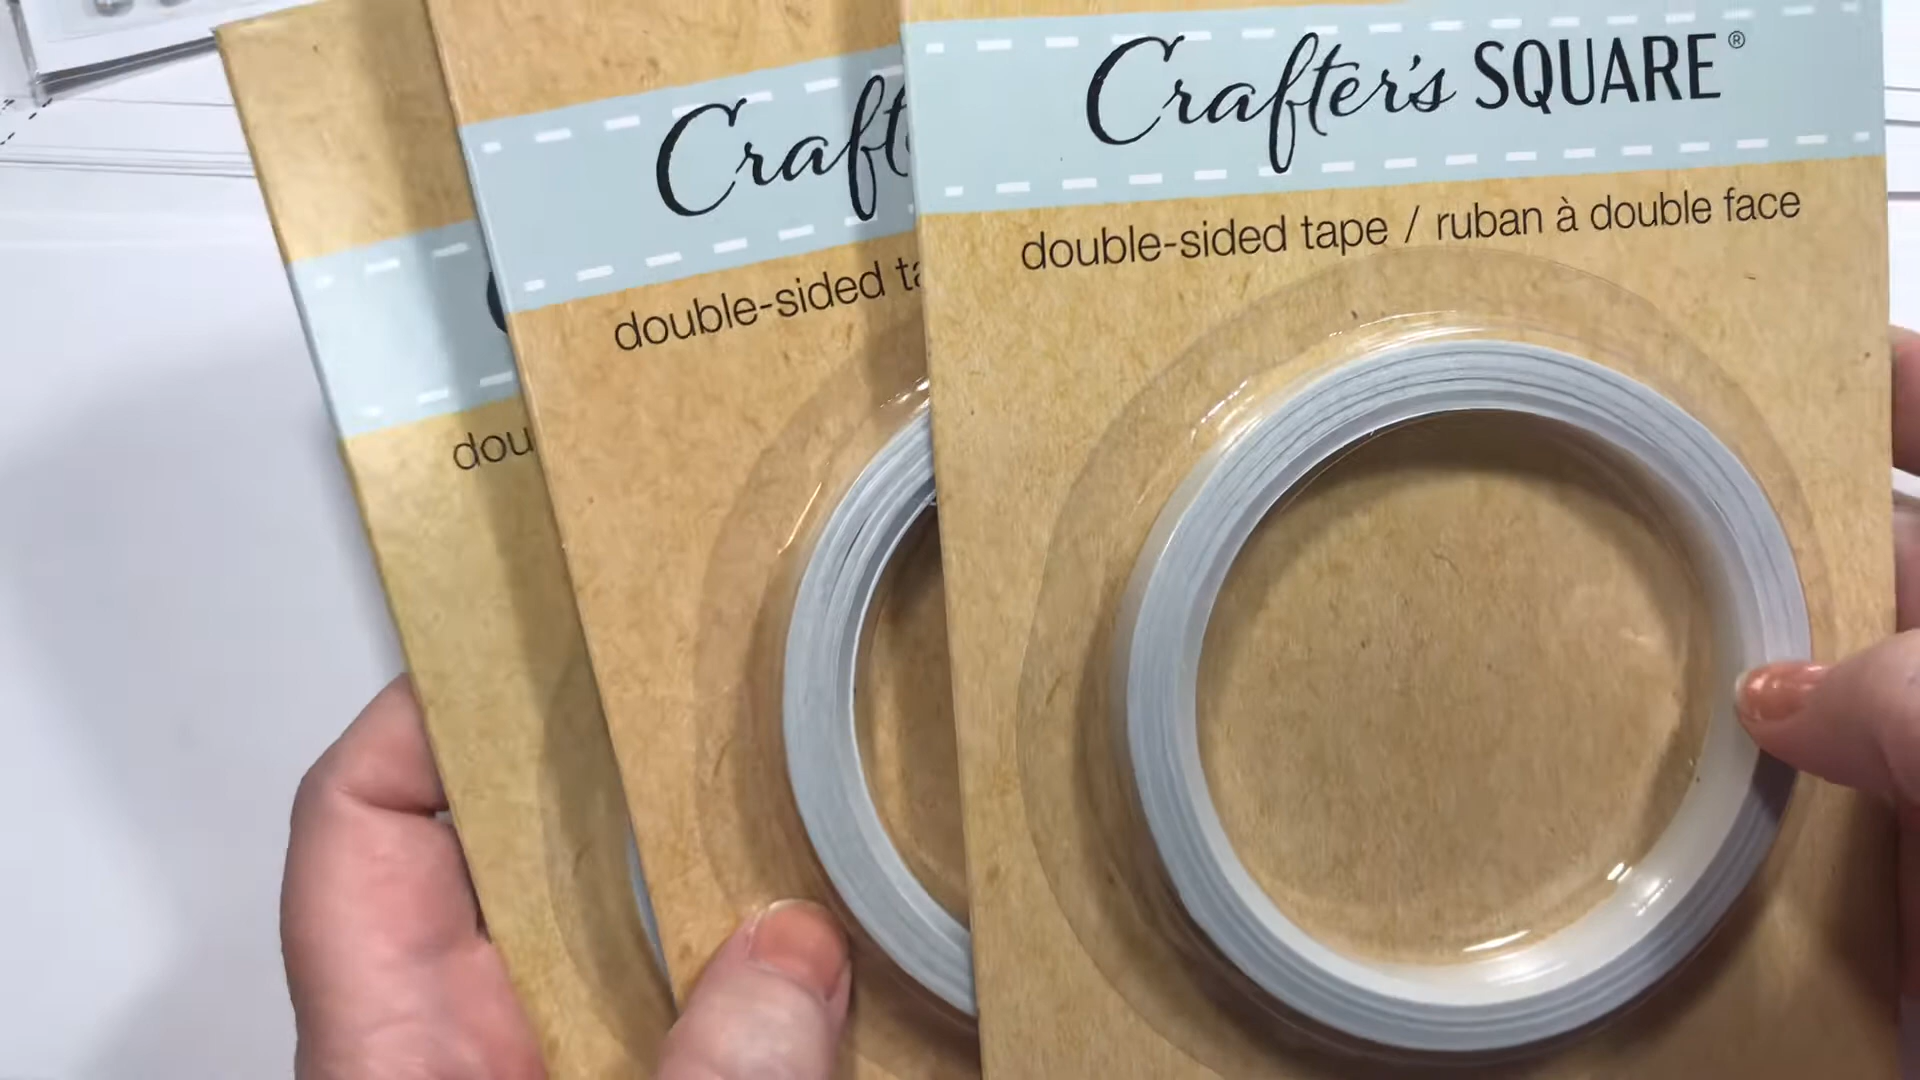 Crafter's SQUARE®
double-sided tape / ruban à double face
Craft
double-sided ta
dou